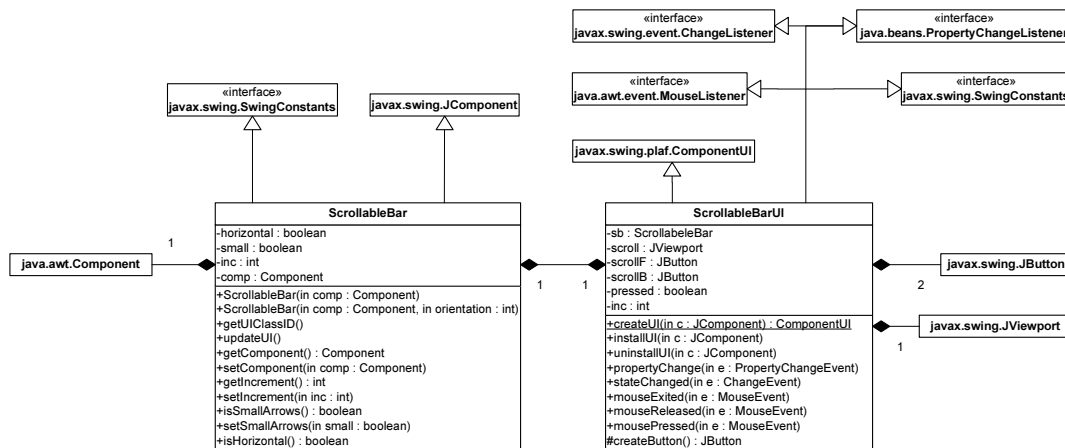 «interface»
javax.swing.event.ChangeListener
«interface»
java.beans.PropertyChangeListener
«interface»
javax.swing.SwingConstants
javax.swing.JComponent
«interface»
java.awt.event.MouseListener
«interface»
javax.swing.SwingConstants
javax.swing.plaf.ComponentUI
java.awt.Component
1
ScrollableBar
-horizontal : boolean
-small : boolean
-inc : int
-comp : Component
+ScrollableBar(in comp : Component)
+ScrollableBar(in comp : Component, in orientation : int)
+getUIClassID()
+updateUI()
+getComponent() : Component
+setComponent(in comp : Component)
+getIncrement() : int
+setIncrement(in inc : int)
+isSmallArrows() : boolean
+setSmallArrows(in small : boolean)
+isHorizontal() : boolean
1
1
ScrollableBarUI
-sb : ScrollabeleBar
-scroll : JViewport
-scrollF : JButton
-scrollB : JButton
-pressed : boolean
-inc : int
+createUI(in c : JComponent) : ComponentUI
+installUI(in c : JComponent)
+uninstallUI(in c : JComponent)
+propertyChange(in e : PropertyChangeEvent)
+stateChanged(in e : ChangeEvent)
+mouseExited(in e : MouseEvent)
+mouseReleased(in e : MouseEvent)
+mousePressed(in e : MouseEvent)
#createButton() : JButton
javax.swing.JButton
2
javax.swing.JViewport
1